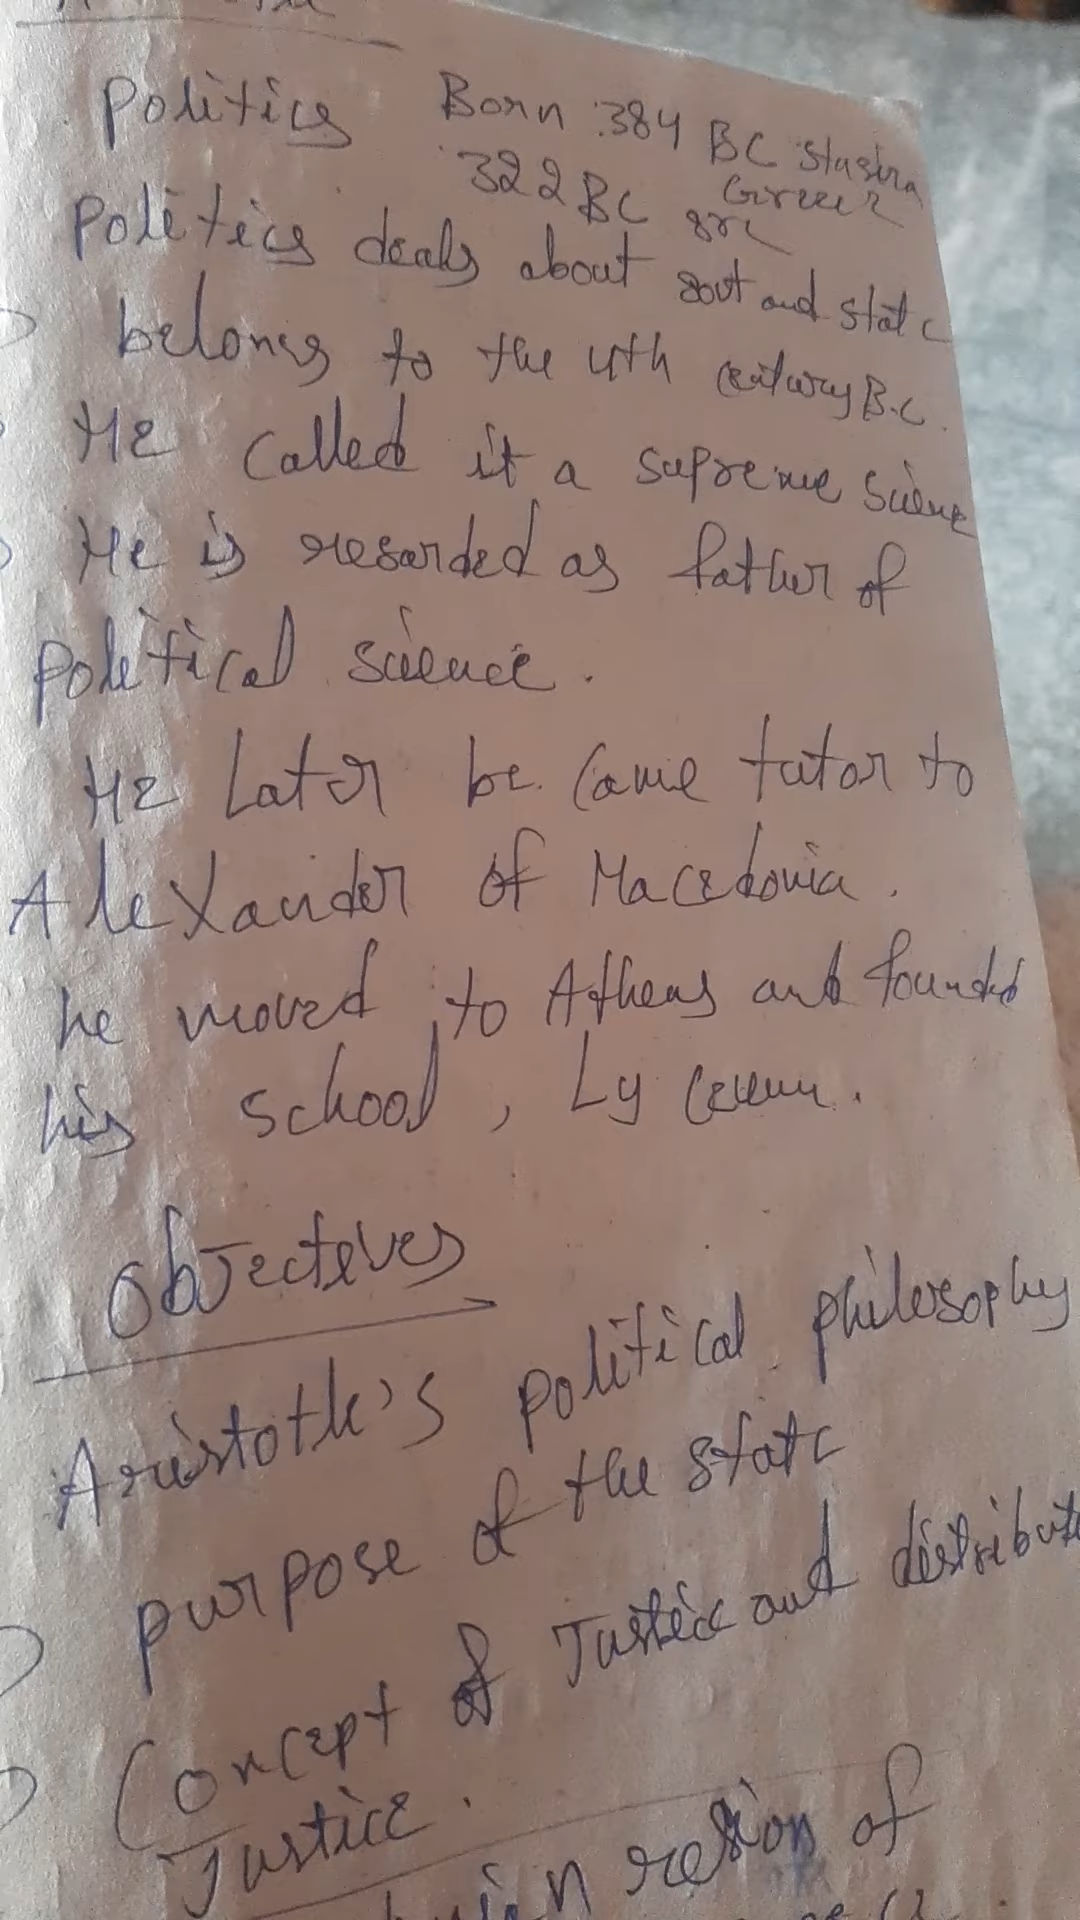 Politics Born :384 BC Stagira
322 BC Greece
Politics deals about govt and state
belongs to the 4th century B.C.
He called it a supreme science
He is regarded as father of
political science.
He Later be came tutor to
Alexander of Macedonia.
he moved to Athens and founded
his school, Lyceum.
Objectives
Aristotle's political philosophy
purpose of the state
Concept of Justice and distribut
Justice.
of